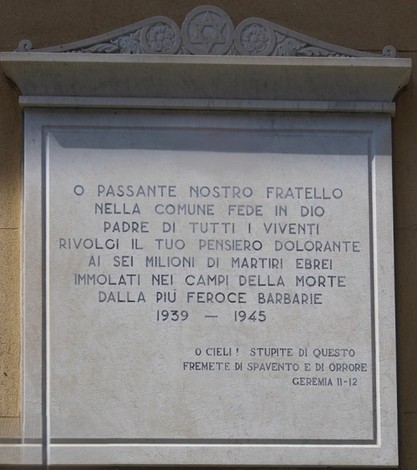 O PASSANTE NOSTRO FRATELLO
NELLA COMUNE FEDE IN DIO
PADRE DI TUTTI I VIVENTI
RIVOLGI IL TUO PENSIERO DOLORANTE
AI SEI MILIONI DI MARTIRI EBREI
IMMOLATI NEI CAMPI DELLA MORTE
DALLA PIÙ FEROCE BARBARIE
1939 — 1945
O CIELI! STUPITE DI QUESTO
FREMETE DI SPAVENTO E DI ORRORE
GEREMIA 11-12